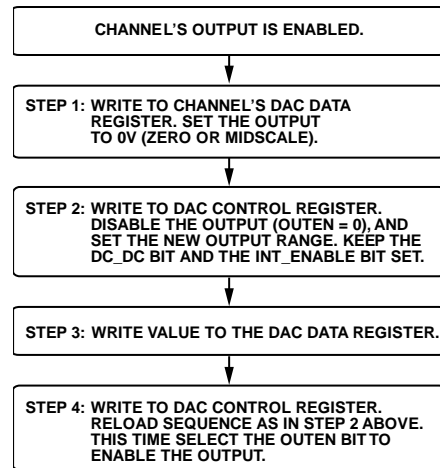 CHANNEL'S OUTPUT IS ENABLED.
STEP 1: WRITE TO CHANNEL'S DAC DATA
REGISTER. SET THE OUTPUT
TO 0V (ZERO OR MIDSCALE).
STEP 2: WRITE TO DAC CONTROL REGISTER.
DISABLE THE OUTPUT (OUTEN = 0), AND
SET THE NEW OUTPUT RANGE. KEEP THE
DC_DC BIT AND THE INT_ENABLE BIT SET.
STEP 3: WRITE VALUE TO THE DAC DATA REGISTER.
STEP 4: WRITE TO DAC CONTROL REGISTER.
RELOAD SEQUENCE AS IN STEP 2 ABOVE.
THIS TIME SELECT THE OUTEN BIT TO
ENABLE THE OUTPUT.